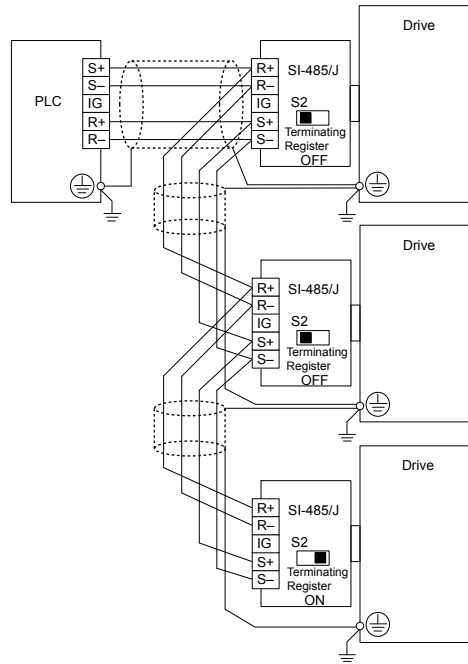 Drive
PLC
S+
S–
IG
R+
R–
R+
R–
IG
S+
S–
SI-485/J
S2
Terminating
Register
OFF
Drive
R+
R–
IG
S+
S–
SI-485/J
S2
Terminating
Register
OFF
Drive
R+
R–
IG
S+
S–
SI-485/J
S2
Terminating
Register
ON